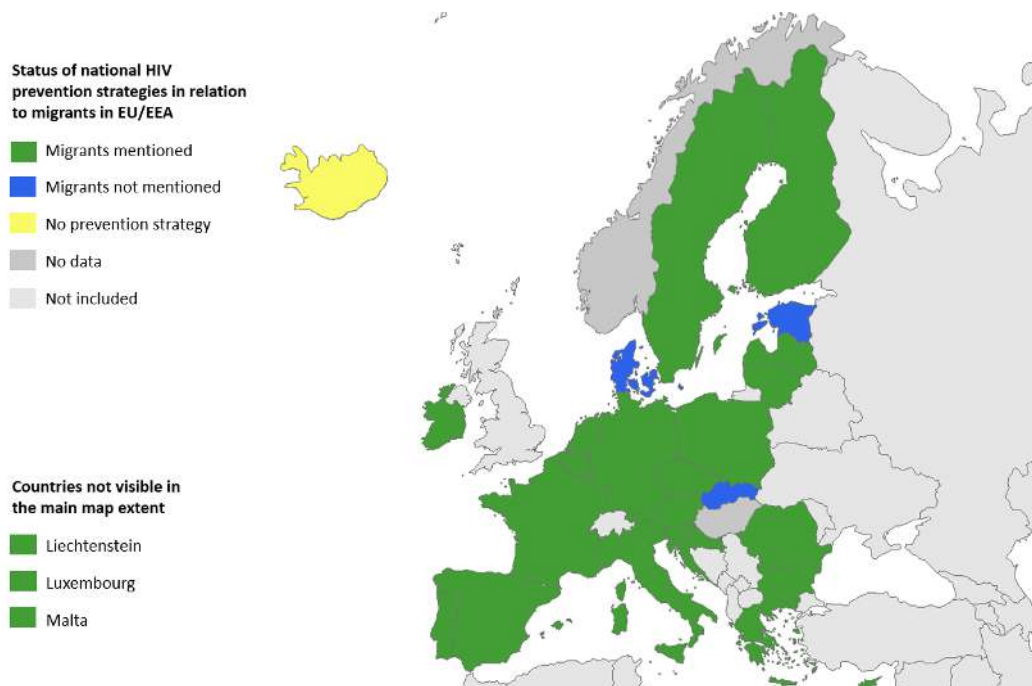 Status of national HIV
prevention strategies in relation
to migrants in EU/EEA
Migrants mentioned
Migrants not mentioned
No prevention strategy
No data
Not included
Countries not visible in
the main map extent
Liechtenstein
Luxembourg
Malta